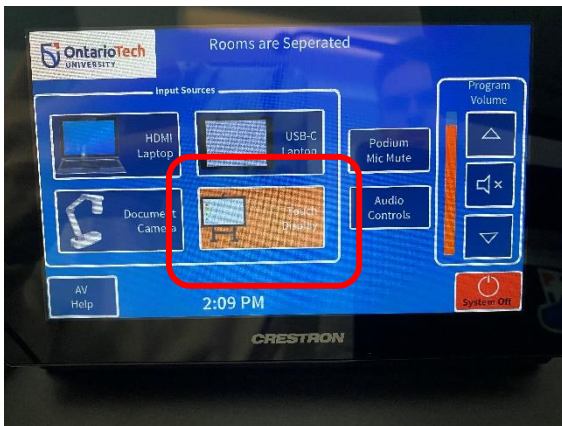 OntarioTech
UNIVERSITY
Rooms are Seperated
Input Sources
HDMI
Laptop
USB-C
Laptop
Document
Camera
Touch
Display
Podium
Mic Mute
Audio
Controls
Program
Volume
AV
Help
2:09 PM
System Off
CRESTRON